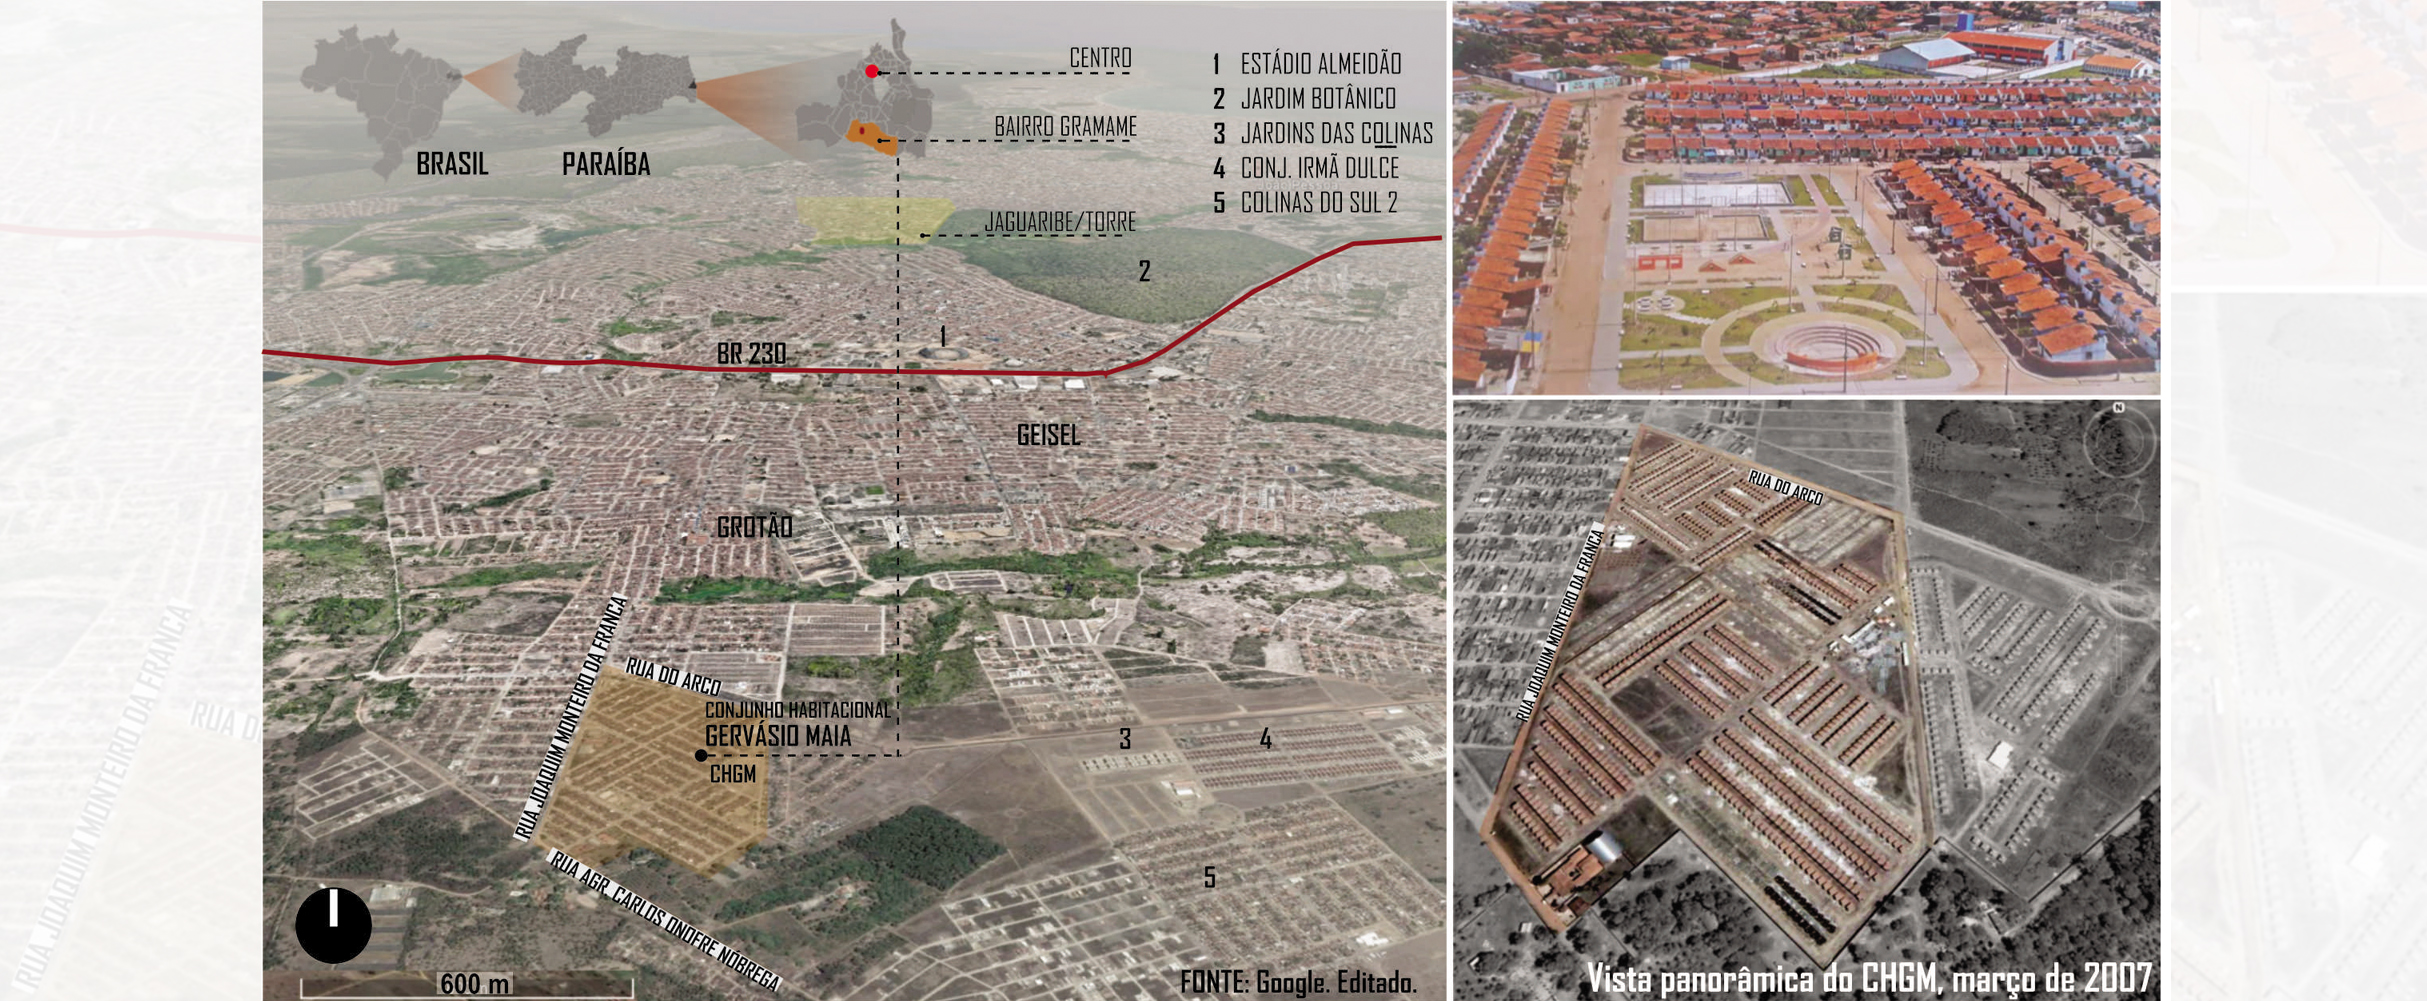 BRASIL
PARAÍBA
CENTRO
BAIRRO GRAMAME
JAGUARIBE/TORRE
1 ESTÁDIO ALMEIDÃO
2 JARDIM BOTÂNICO
3 JARDINS DAS COLINAS
4 CONJ. IRMÃ DULCE
5 COLINAS DO SUL 2
2
1
BR 230
GEISEL
GROTÃO
RUA JOAQUIM MONTEIRO DA FRANCA
RUA DO ARCO
CONJUNHO HABITACIONAL
GERVÁSIO MAIA
CHGM
3
4
5
RUA AGR. CARLOS ONOFRE NÓBREGA
600 m
FONTE: Google. Editado.
N
RUA DO ARCO
RUA JOAQUIM MONTEIRO DA FRANCA
Vista panorâmica do CHGM, março de 2007
RUA JOAQUIM MONTEIRO DA FRANCA
RUA D